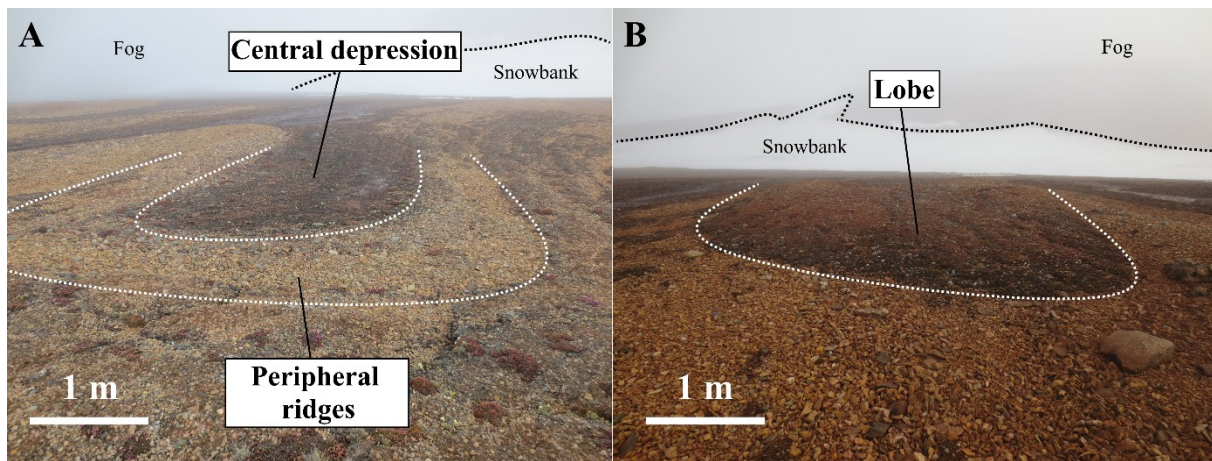 A
Fog
Central depression
Snowbank
Peripheral
ridges
1 m
B
Fog
Lobe
Snowbank
1 m